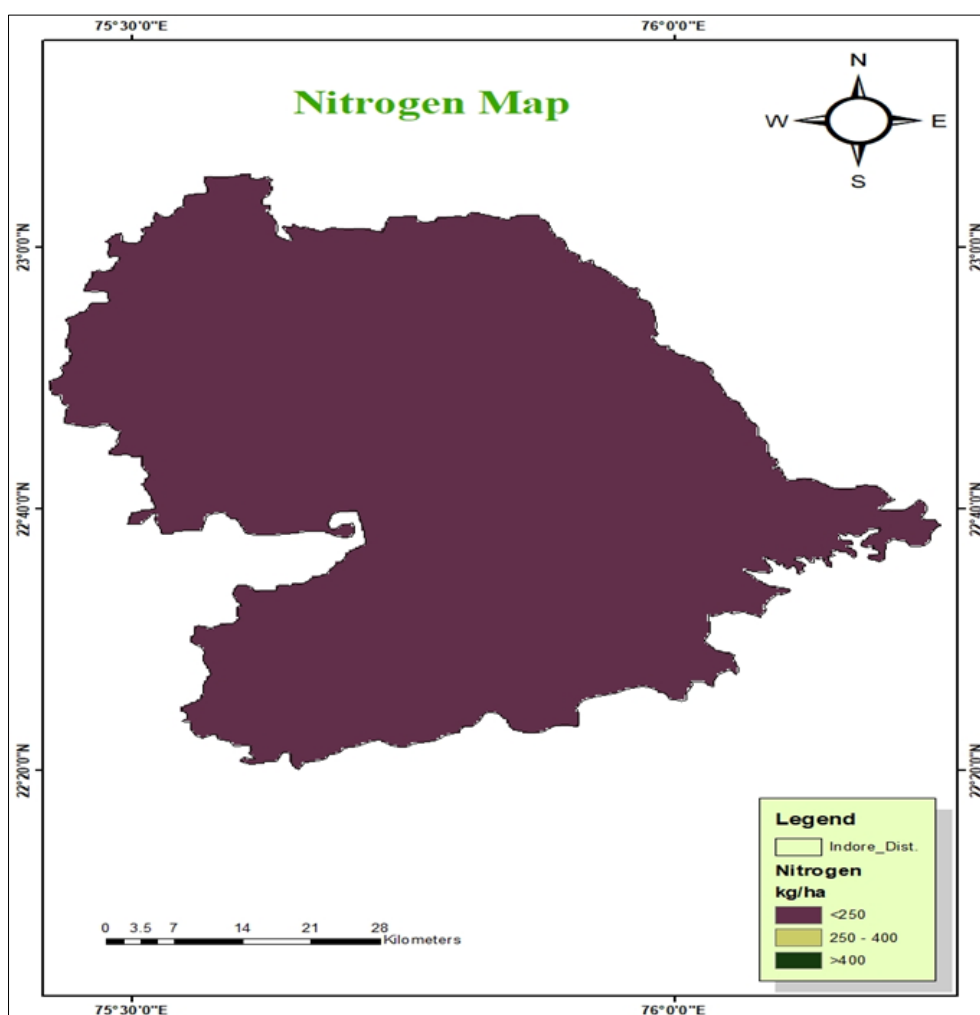 75°30'0"E 76°0'0"E
Nitrogen Map
N
W E
S
23°0'0"N 23°0'0"N
22°40'0"N 22°40'0"N
22°20'0"N 22°20'0"N
Legend
Indore_Dist.
Nitrogen
kg/ha
<250
250 - 400
>400
0 3.5 7 14 21 28
Kilometers
75°30'0"E 76°0'0"E